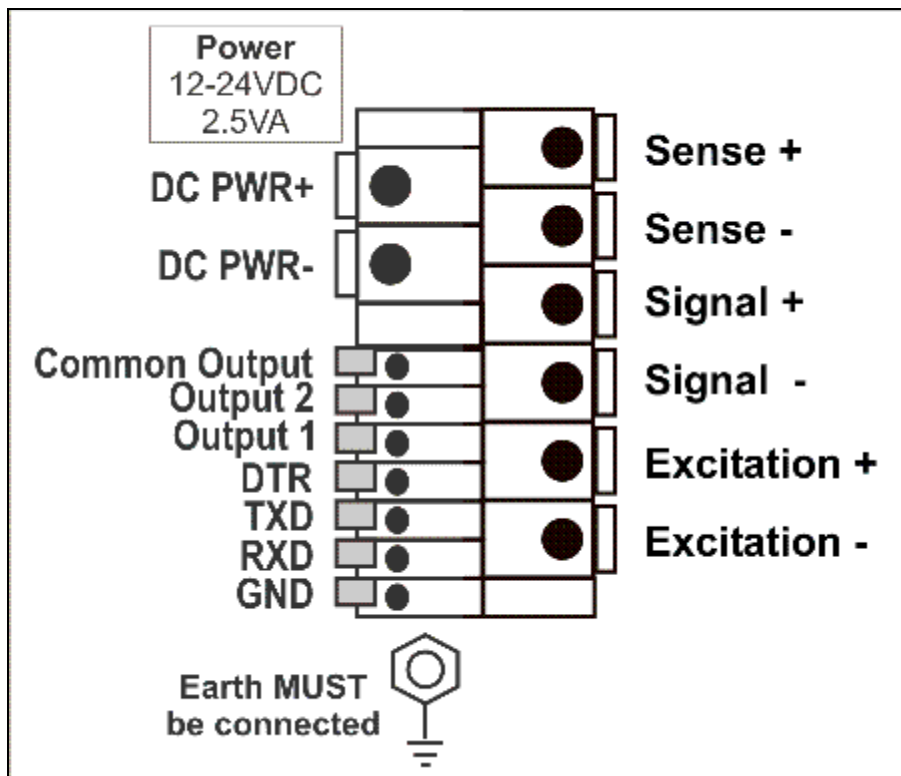 Power
12-24VDC
2.5VA
DC PWR+
DC PWR-
Common Output
Output 2
Output 1
DTR
TXD
RXD
GND
Sense +
Sense -
Signal +
Signal -
Excitation +
Excitation -
Earth MUST
be connected